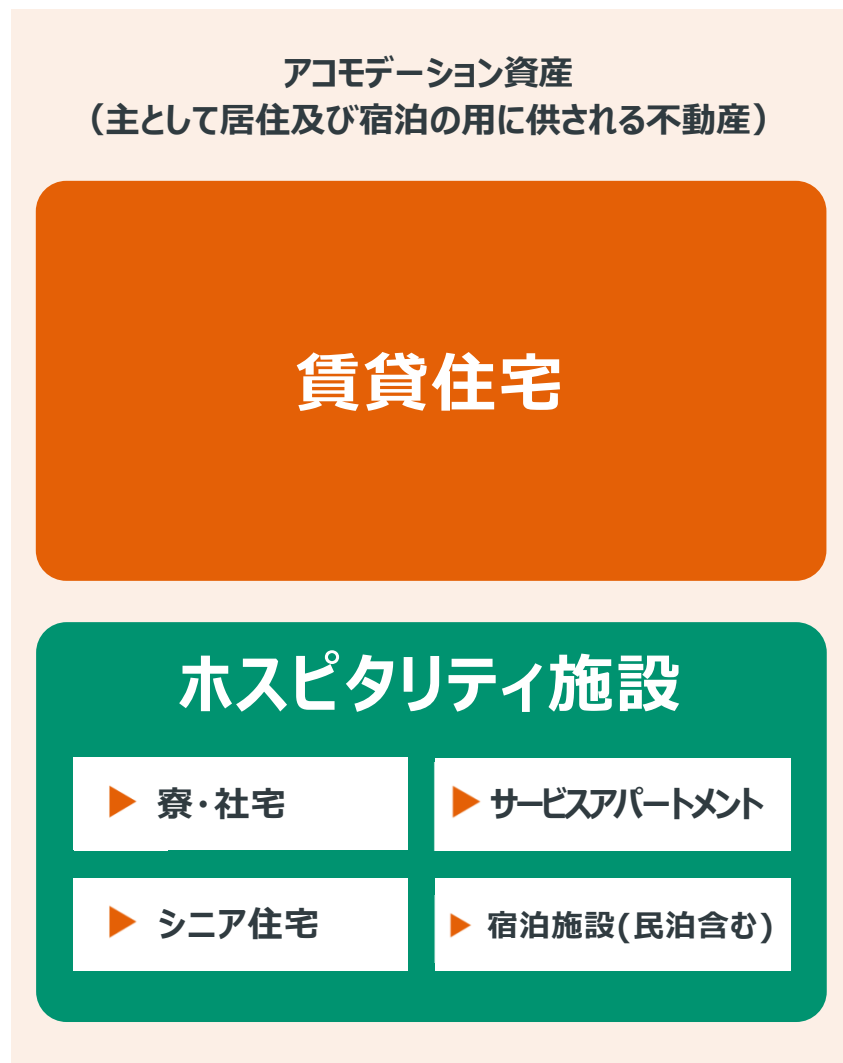 アコモデーション資産
（主として居住及び宿泊の用に供される不動産）
賃貸住宅
ホスピタリティ施設
▶ 寮・社宅
▶ サービスアパートメント
▶ シニア住宅
▶ 宿泊施設(民泊含む)